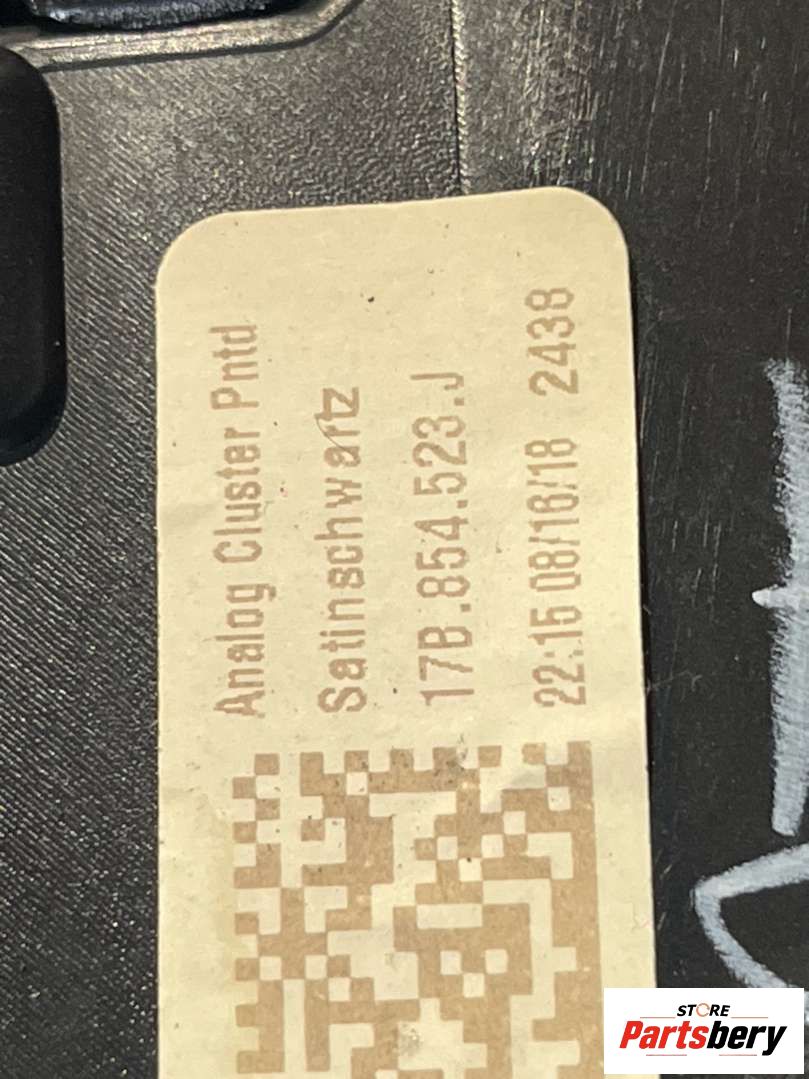 Analog Cluster Pntd
Satinschwartz
17B.854.523.J
22:15 08/16/18 2438
STORE
Partsbery